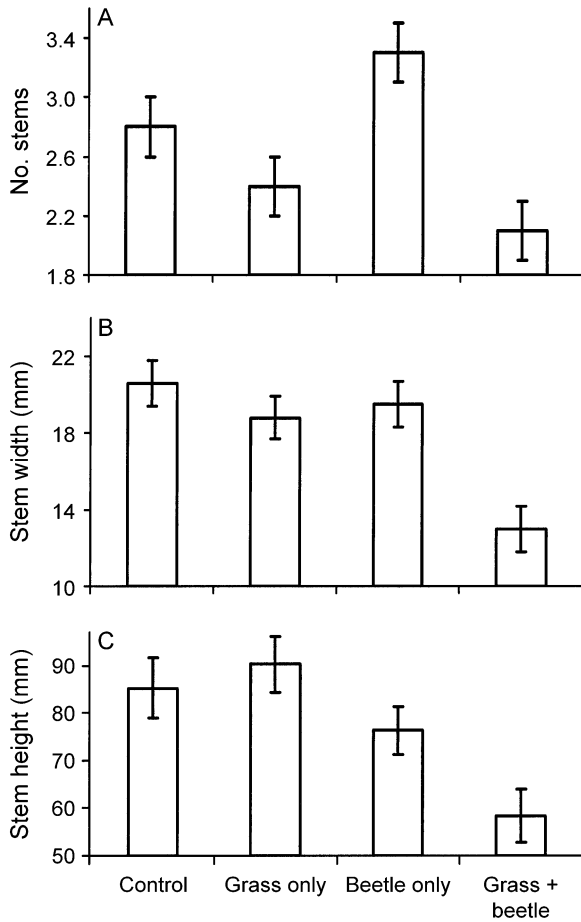 A
No. stems
3.4
3.0
2.6
2.2
1.8
B
Stem width (mm)
22
18
14
10
C
Stem height (mm)
90
80
70
60
50
Control
Grass only
Beetle only
Grass +
beetle